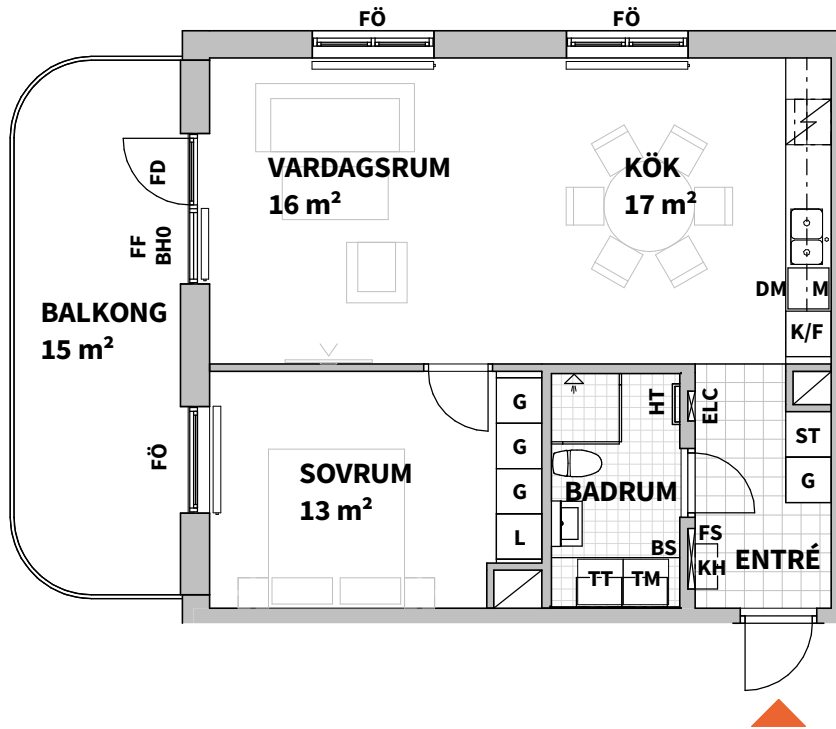 FÖ
FÖ
VARDAGSRUM
16 m²
KÖK
17 m²
FD
FF
BH0
BALKONG
15 m²
DM
M
K/F
FÖ
SOVRUM
13 m²
G
G
G
L
HT
ELC
BADRUM
BS
TT
TM
ST
G
FS
KH
ENTRÉ